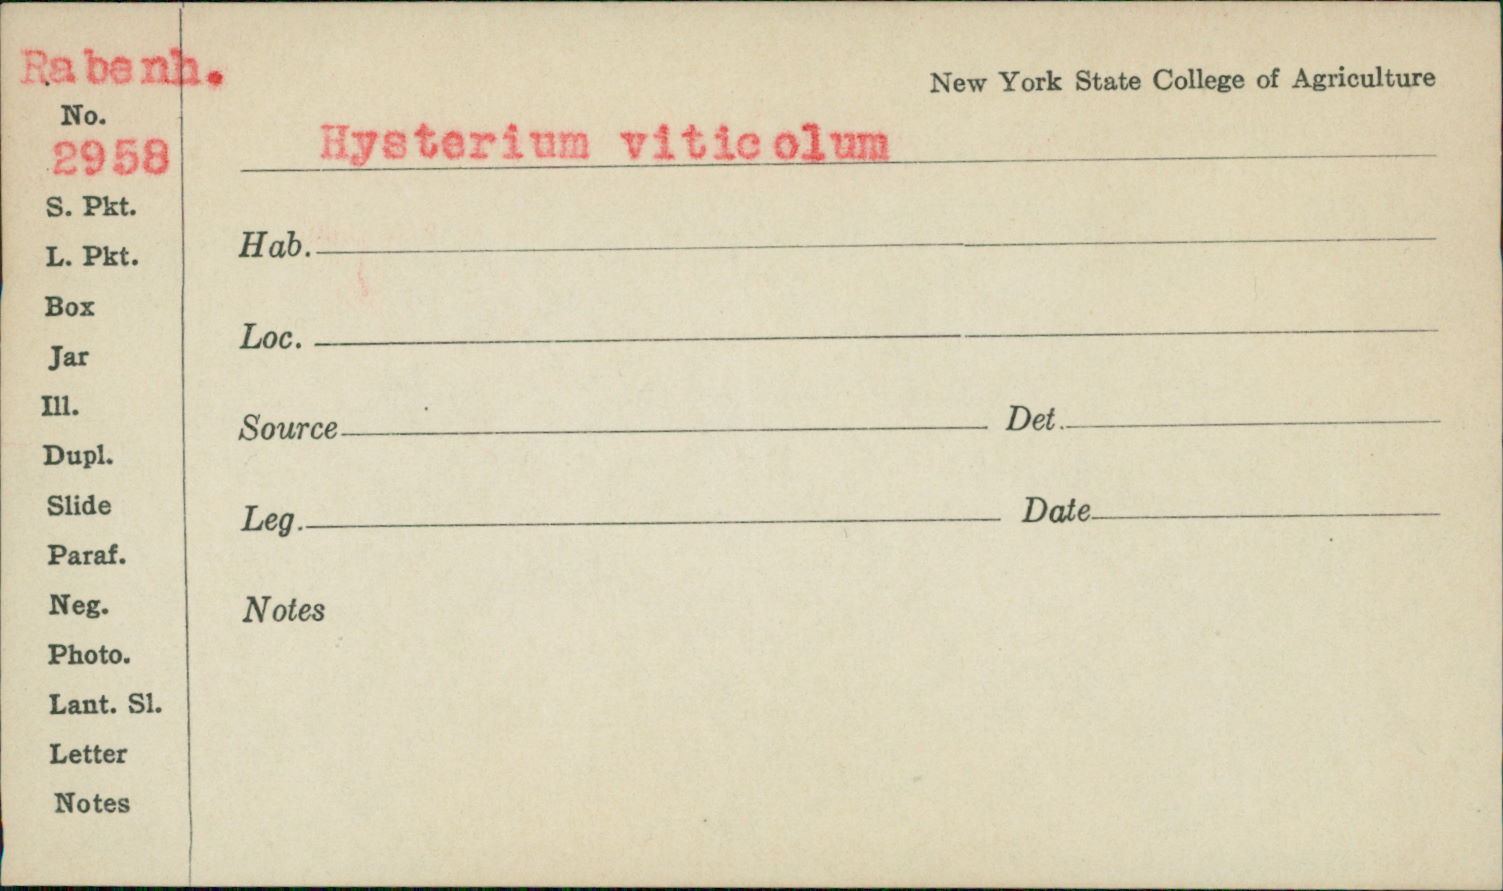 Rabenh.
New York State College of Agriculture
No.
2958
Hysterium viticolum
S. Pkt.
L. Pkt.
Box
Jar
Ill.
Dupl.
Slide
Paraf.
Neg.
Photo.
Lant. Sl.
Letter
Notes
Hab.
Loc.
Source Det.
Leg. Date
Notes